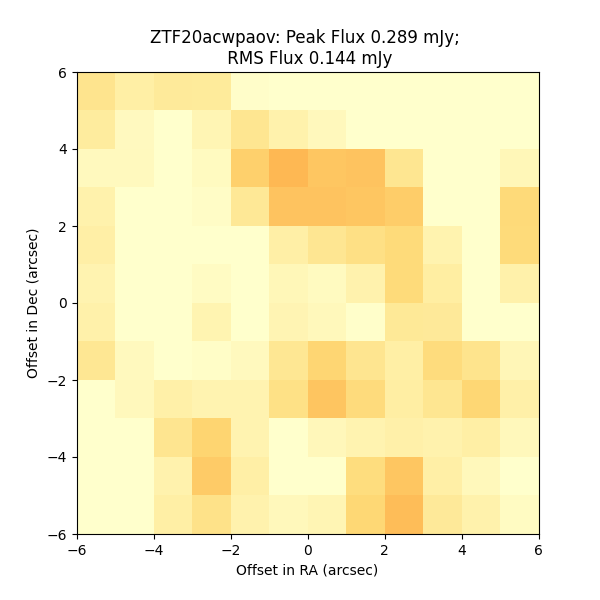 ZTF20acwpaov: Peak Flux 0.289 mJy;
RMS Flux 0.144 mJy
6
4
2
0
−2
−4
−6
Offset in Dec (arcsec)
−6 −4 −2 0 2 4 6
Offset in RA (arcsec)